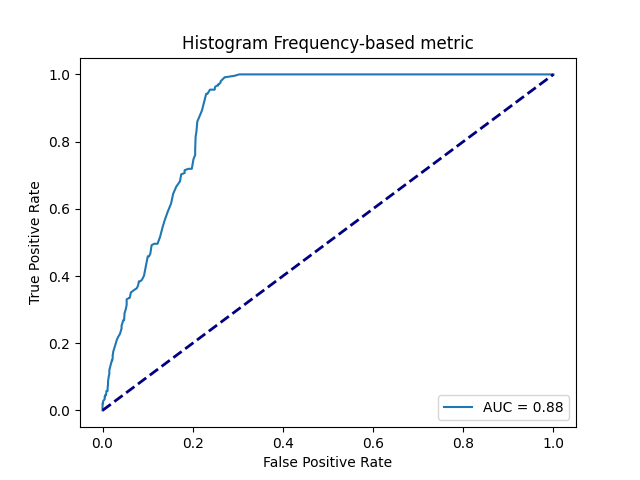 Histogram Frequency-based metric
True Positive Rate
1.0
0.8
0.6
0.4
0.2
0.0
AUC = 0.88
0.0 0.2 0.4 0.6 0.8 1.0
False Positive Rate